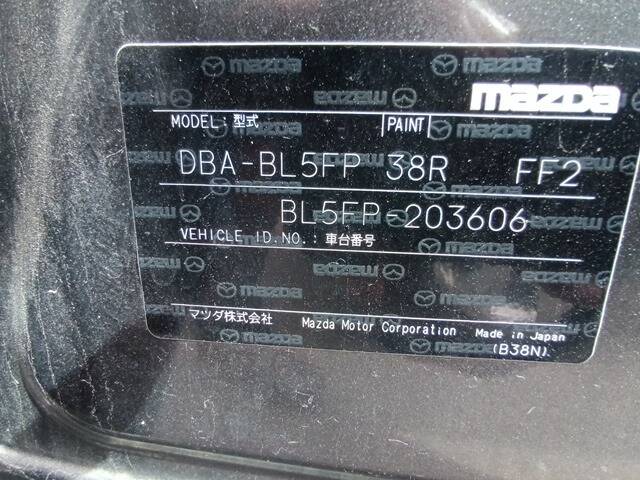 mazda
MODEL:型式 PAINT
DBA-BL5FP 38R FF2
BL5FP-203606
VEHICLE ID.NO.:車台番号
マツダ株式会社 Mazda Motor Corporation Made in Japan
(B38N)